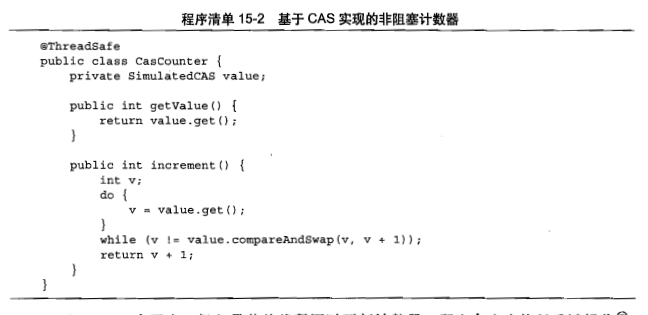 程序清单 15-2 基于 CAS 实现的非阻塞计数器
@ThreadSafe
public class CasCounter {
    private SimulatedCAS value;

    public int getValue() {
        return value.get();
    }

    public int increment() {
        int v;
        do {
            v = value.get();
        }
        while (v != value.compareAndSwap(v, v + 1));
        return v + 1;
    }
}